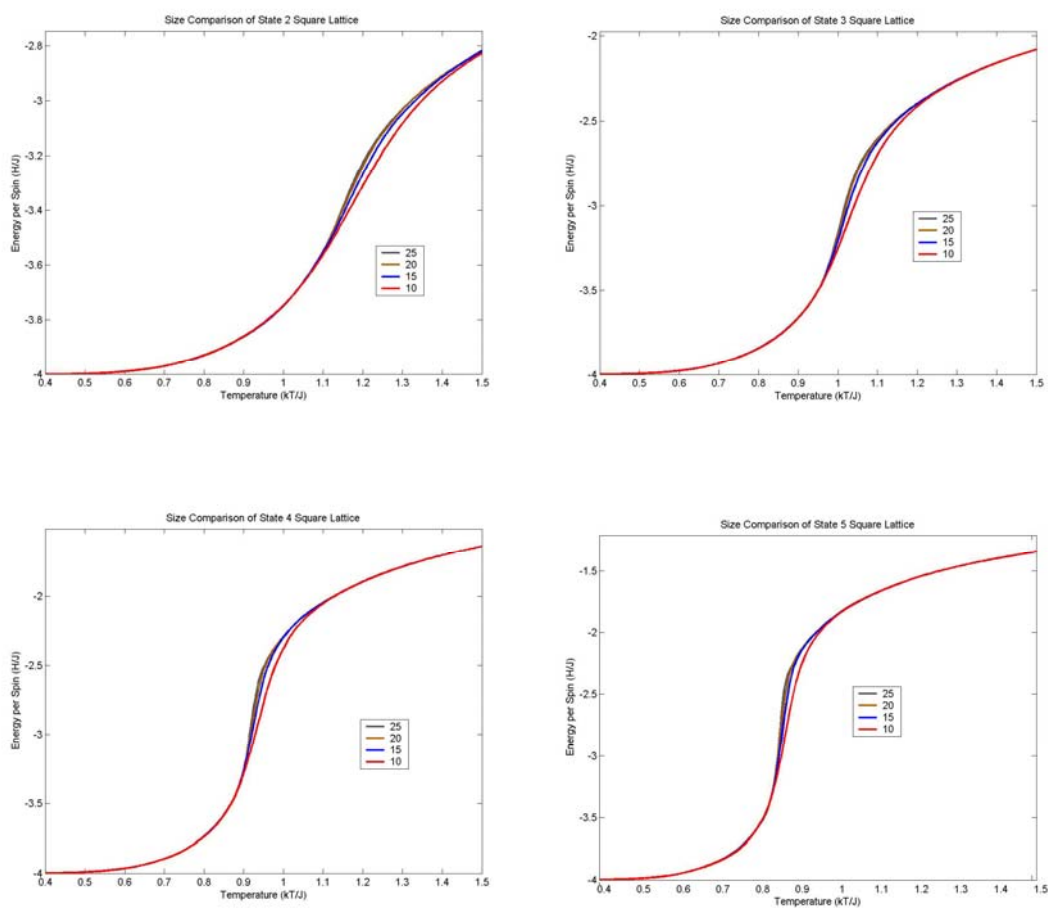 Size Comparison of State 2 Square Lattice
-2.8
-3
-3.2
-3.4
-3.6
-3.8
-4
Energy per Spin (H/J)
25
20
15
10
0.4 0.5 0.6 0.7 0.8 0.9 1 1.1 1.2 1.3 1.4 1.5
Temperature (kT/J)
Size Comparison of State 3 Square Lattice
-2
-2.5
-3
-3.5
-4
Energy per Spin (H/J)
25
20
15
10
0.4 0.5 0.6 0.7 0.8 0.9 1 1.1 1.2 1.3 1.4 1.5
Temperature (kT/J)
Size Comparison of State 4 Square Lattice
-2
-2.5
-3
-3.5
-4
Energy per Spin (H/J)
25
20
15
10
0.4 0.5 0.6 0.7 0.8 0.9 1 1.1 1.2 1.3 1.4 1.5
Temperature (kT/J)
Size Comparison of State 5 Square Lattice
-1.5
-2
-2.5
-3
-3.5
-4
Energy per Spin (H/J)
25
20
15
10
0.4 0.5 0.6 0.7 0.8 0.9 1 1.1 1.2 1.3 1.4 1.5
Temperature (kT/J)